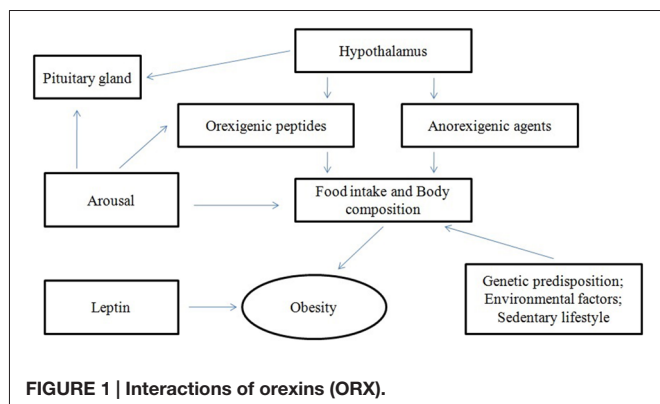 Hypothalamus
Pituitary gland
Orexigenic peptides
Anorexigenic agents
Arousal
Food intake and Body
composition
Leptin
Obesity
Genetic predisposition;
Environmental factors;
Sedentary lifestyle
FIGURE 1 | Interactions of orexins (ORX).